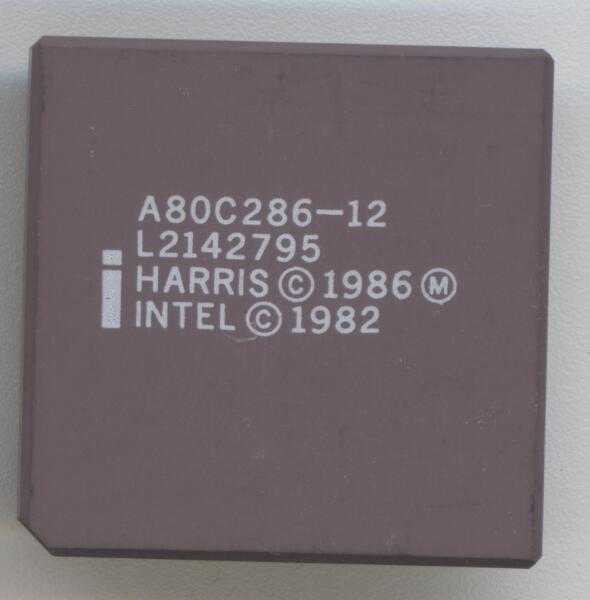 A80C286-12
L2142795
HARRIS © 1986 Ⓜ
INTEL © 1982